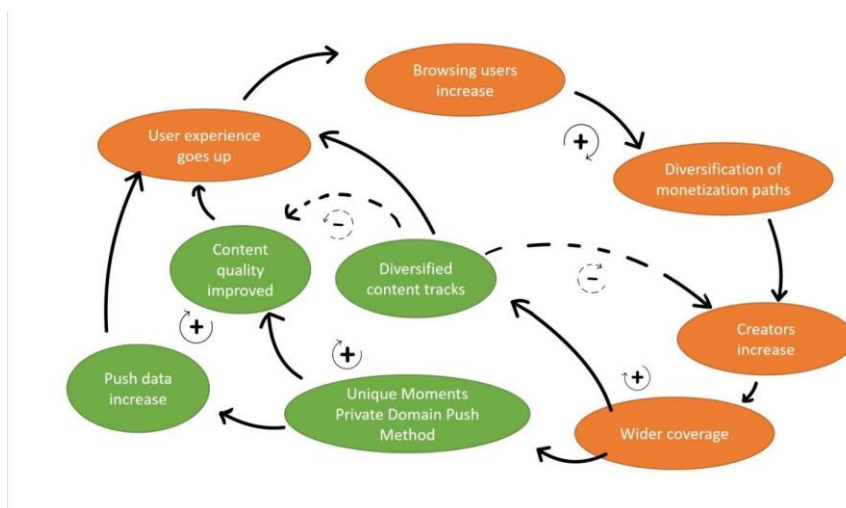 Browsing users
increase
User experience
goes up
+
Diversification of
monetization paths
-
Content
quality
improved
Diversified
content tracks
-
Creators
increase
+
+
+
Push data
increase
Unique Moments
Private Domain Push
Method
Wider coverage